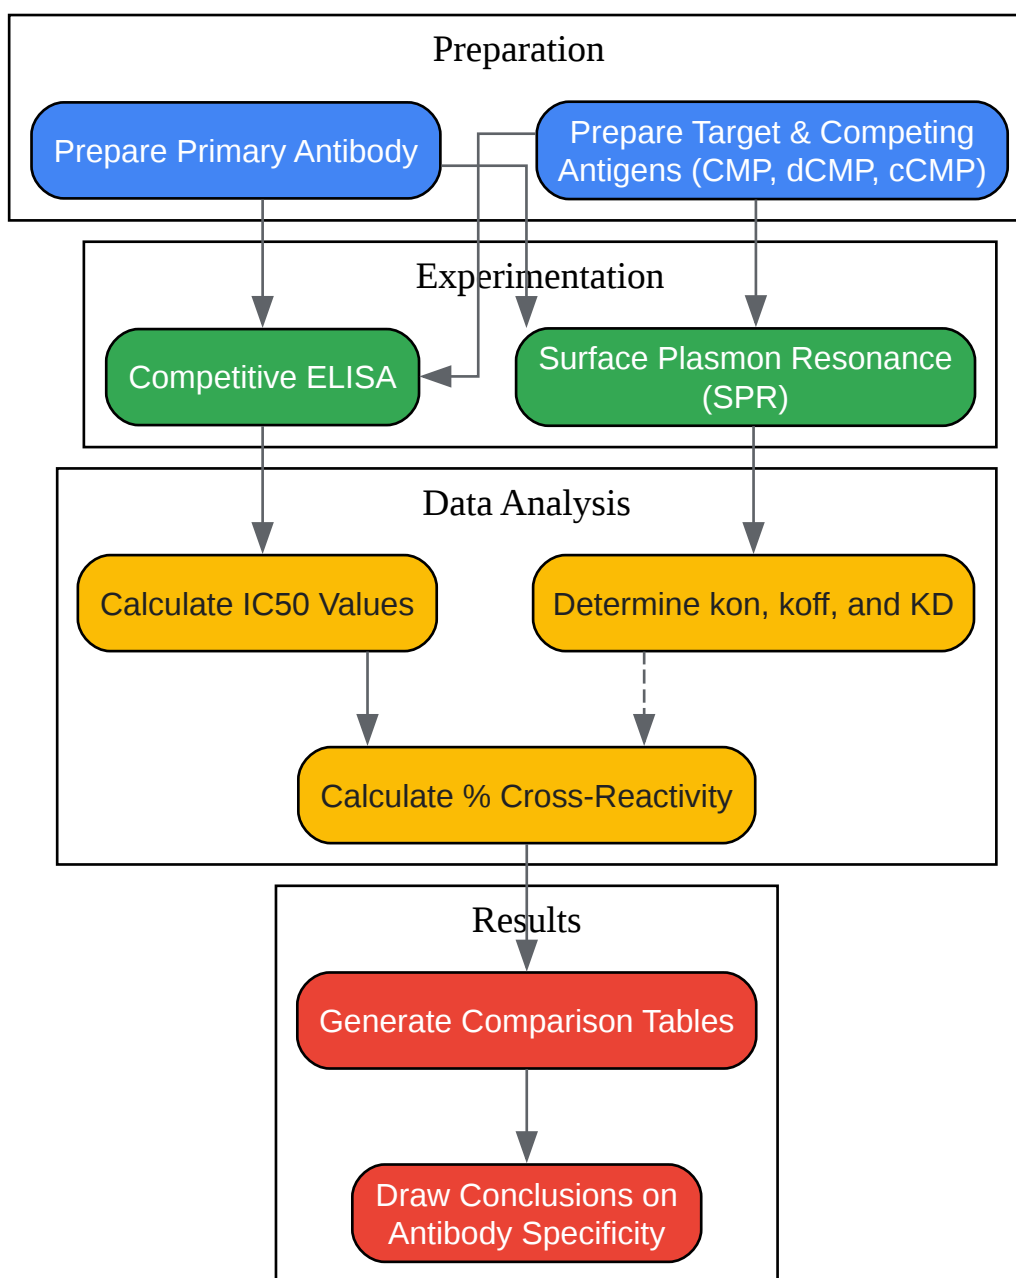 Preparation
Prepare Primary Antibody
Prepare Target & Competing
Antigens (CMP, dCMP, cCMP)
Experimentation
Competitive ELISA
Surface Plasmon Resonance
(SPR)
Data Analysis
Calculate IC50 Values
Determine kon, koff, and KD
Calculate % Cross-Reactivity
Results
Generate Comparison Tables
Draw Conclusions on
Antibody Specificity